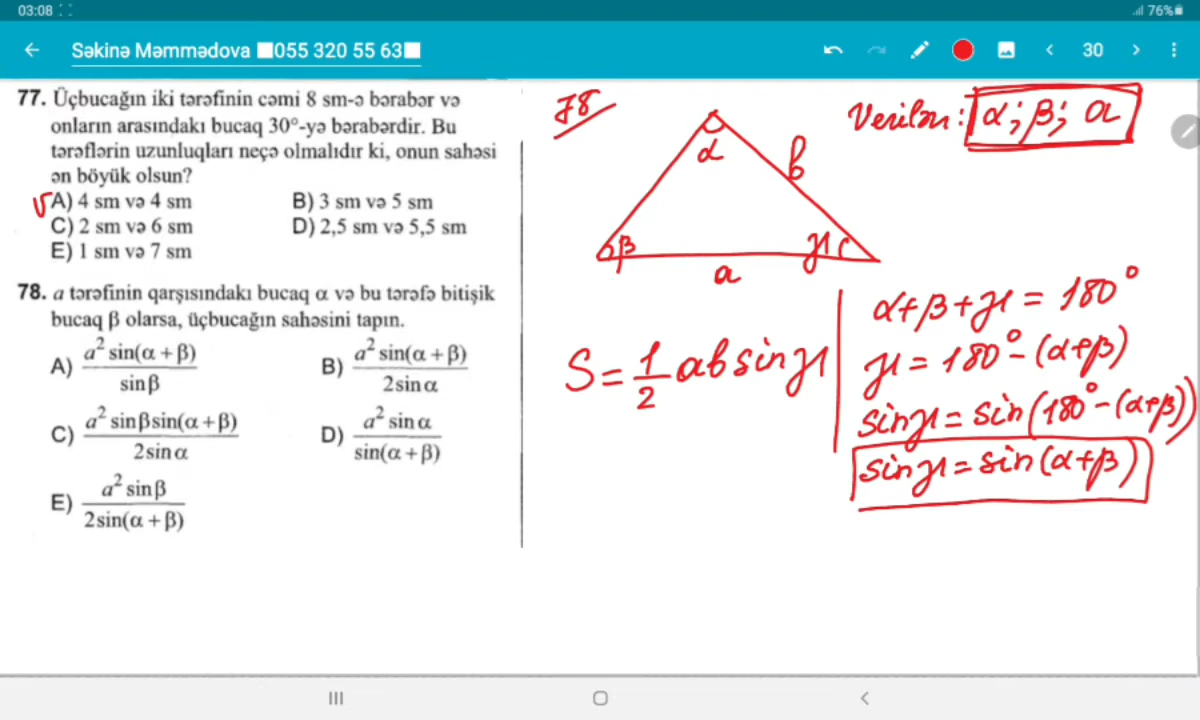 03:08
76%
Səkinə Məmmədova 055 320 55 63
30
77. Üçbucağın iki tərəfinin cəmi 8 sm-ə bərabər və
onların arasındakı bucaq 30°-yə bərabərdir. Bu
tərəflərin uzunluqları neçə olmalıdır ki, onun sahəsi
ən böyük olsun?
A) 4 sm və 4 sm B) 3 sm və 5 sm
C) 2 sm və 6 sm D) 2,5 sm və 5,5 sm
E) 1 sm və 7 sm
78. a tərəfinin qarşısındakı bucaq α və bu tərəfə bitişik
bucaq β olarsa, üçbucağın sahəsini tapın.
A) a² sin(α + β) / sinβ B) a² sin(α + β) / 2sin α
C) a² sinβsin(α + β) / 2sin α D) a² sin α / sin(α + β)
E) a² sinβ / 2sin(α + β)
78
Verilən: α; β; a
α
b
β
γ
a
S = 1/2 ab sin γ
α + β + γ = 180°
γ = 180° - (α + β)
sin γ = sin(180° - (α + β))
sin γ = sin(α + β)